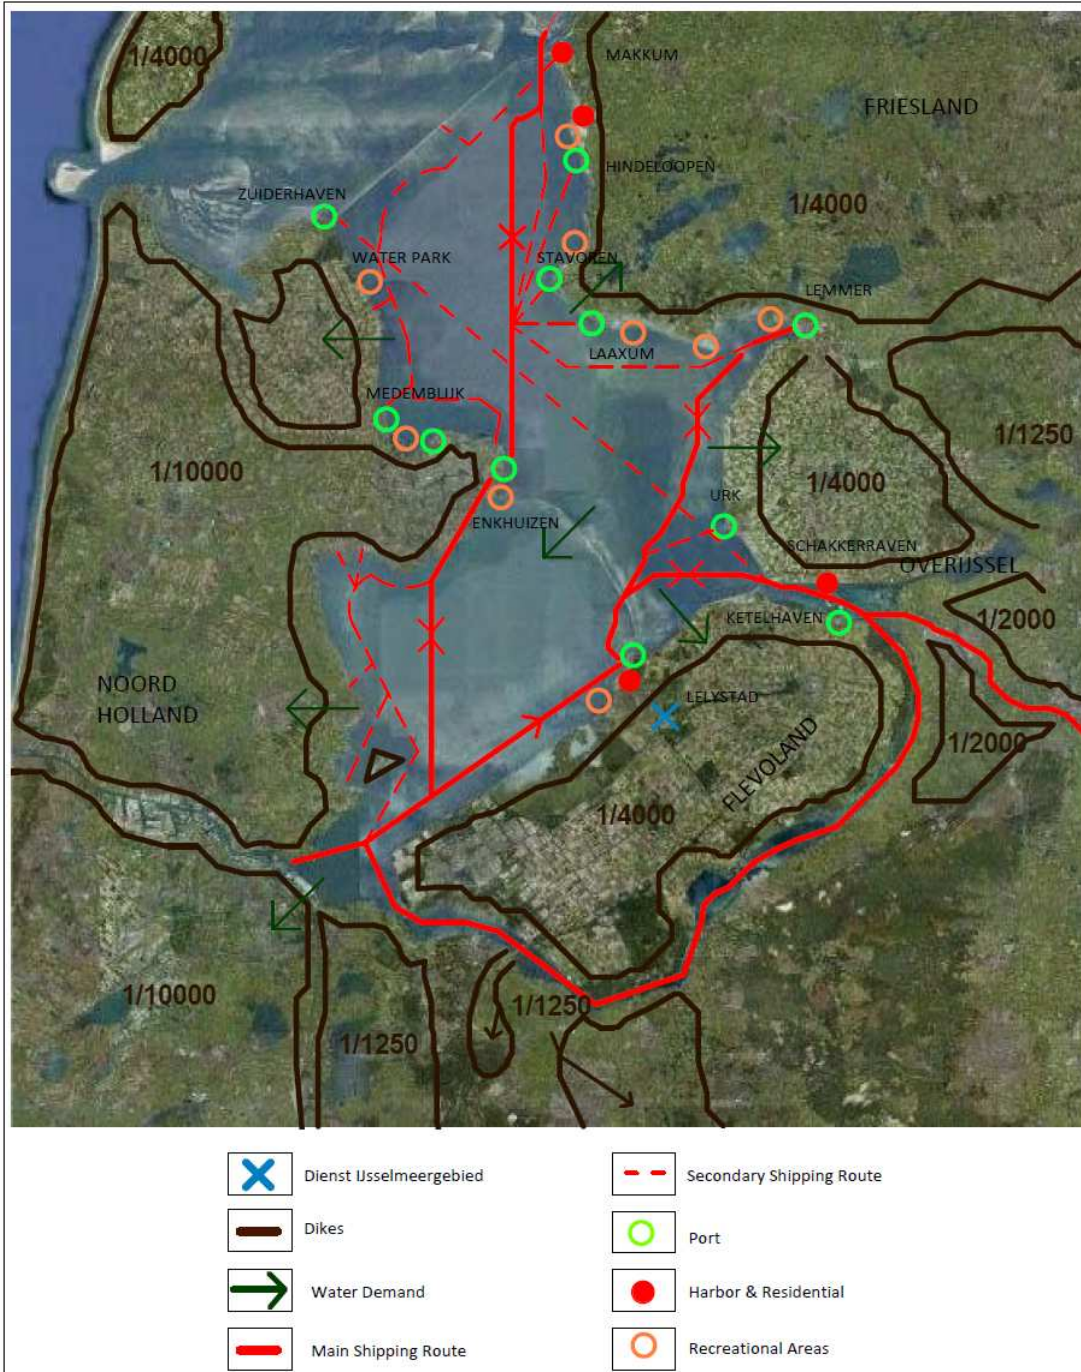 1/4000
MAKKUM
FRIESLAND
HINDELOOPEN
ZUIDERHAVEN
1/4000
WATER PARK
STAVOREN
LEMMER
LAAXUM
MEDEMBLIJK
1/1250
1/10000
1/4000
URK
ENKHUIZEN
SCHAKKERRAVEN
OVERIJSSEL
1/2000
KETELHAVEN
NOORD
HOLLAND
LELYSTAD
1/2000
FLEVOLAND
1/4000
1/10000
1/1250
1/1250
Dienst IJsselmeergebied
Secondary Shipping Route
Dikes
Port
Water Demand
Harbor & Residential
Main Shipping Route
Recreational Areas